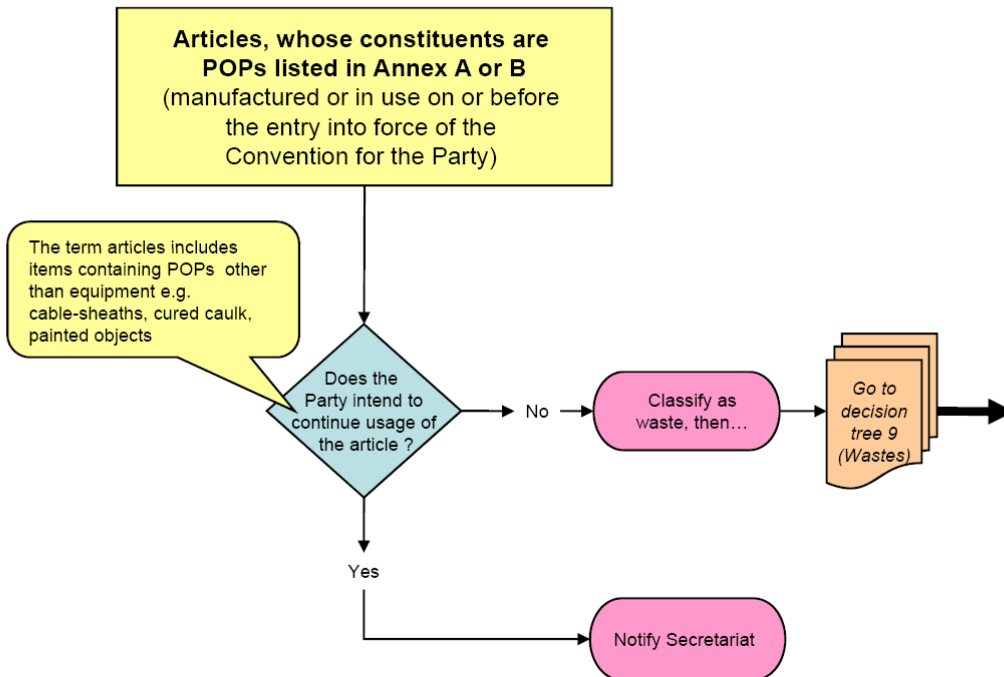 Articles, whose constituents are
POPs listed in Annex A or B
(manufactured or in use on or before
the entry into force of the
Convention for the Party)
The term articles includes
items containing POPs other
than equipment e.g.
cable-sheaths, cured caulk,
painted objects
Does the
Party intend to
continue usage of
the article ?
No
Classify as
waste, then…
Go to
decision
tree 9
(Wastes)
Yes
Notify Secretariat